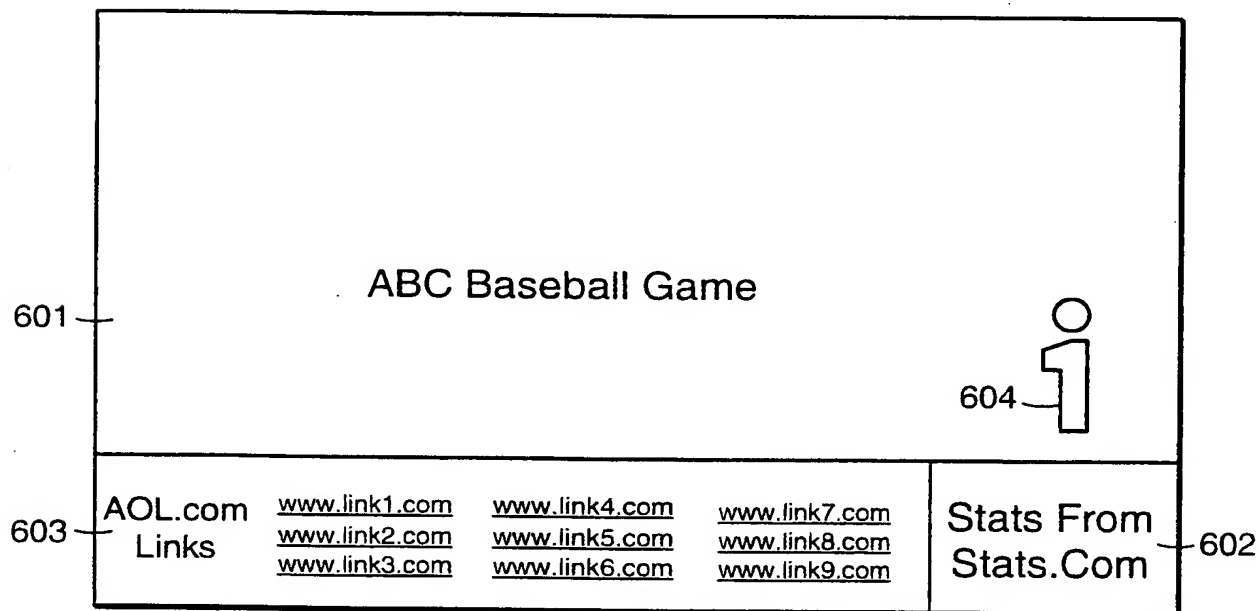 ABC Baseball Game
601
604
603
AOL.com
Links
www.link1.com
www.link2.com
www.link3.com
www.link4.com
www.link5.com
www.link6.com
www.link7.com
www.link8.com
www.link9.com
Stats From
Stats.Com
602
i